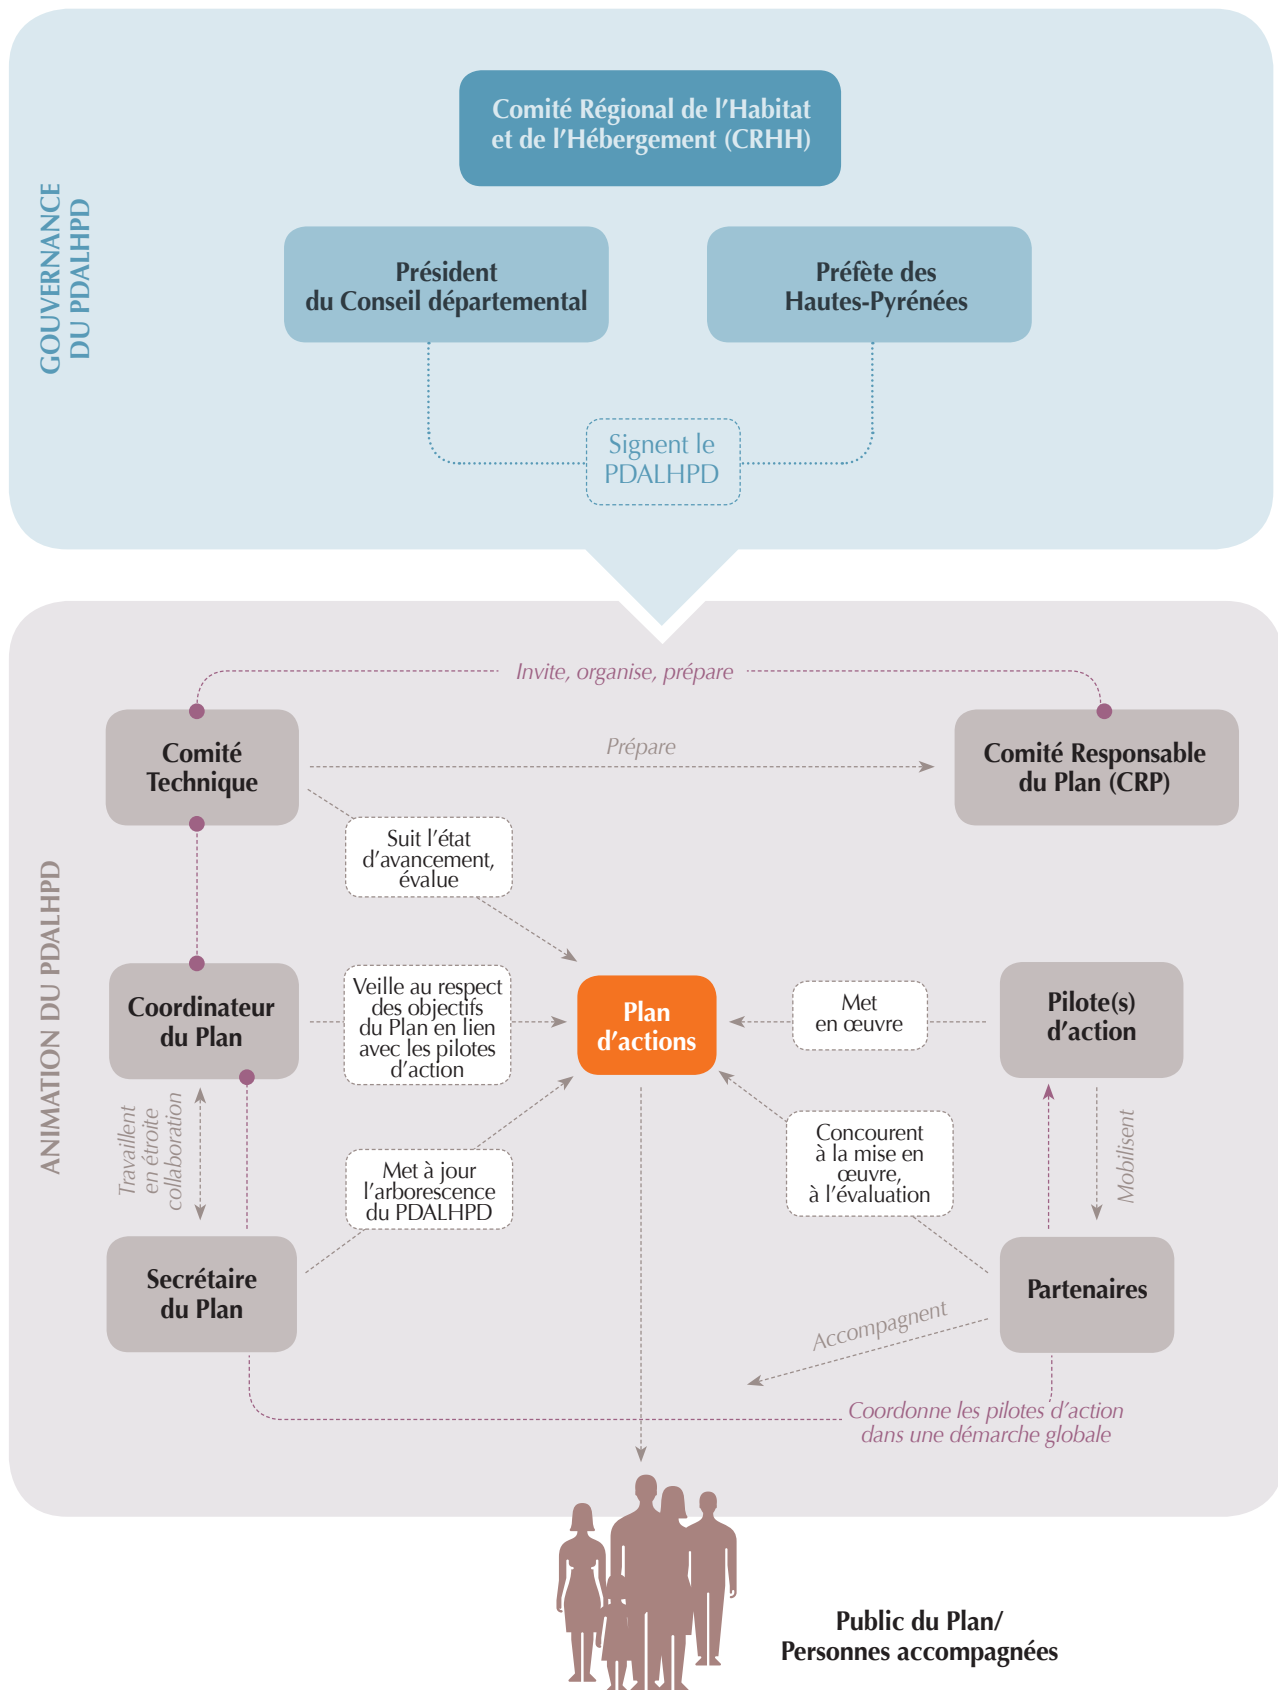 GOUVERNANCE
DU PDALHPD
Comité Régional de l'Habitat
et de l'Hébergement (CRHH)
Président
du Conseil départemental
Préfète des
Hautes-Pyrénées
Signent le
PDALHPD
ANIMATION DU PDALHPD
Invite, organise, prépare
Comité
Technique
Prépare
Comité Responsable
du Plan (CRP)
Suit l'état
d'avancement,
évalue
Coordinateur
du Plan
Veille au respect
des objectifs
du Plan en lien
avec les pilotes
d'action
Plan
d'actions
Met
en œuvre
Pilote(s)
d'action
Travaillent
en étroite
collaboration
Met à jour
l'arborescence
du PDALHPD
Concourent
à la mise en
œuvre,
à l'évaluation
Mobilisent
Secrétaire
du Plan
Partenaires
Accompagnent
Coordonne les pilotes d'action
dans une démarche globale
Public du Plan/
Personnes accompagnées